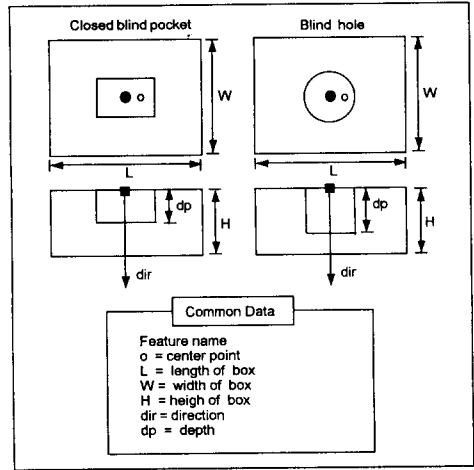 Closed blind pocket
Blind hole
o
W
o
W
L
L
dp
H
dp
H
dir
dir
Common Data
Feature name
o = center point
L = length of box
W = width of box
H = heigh of box
dir = direction
dp = depth